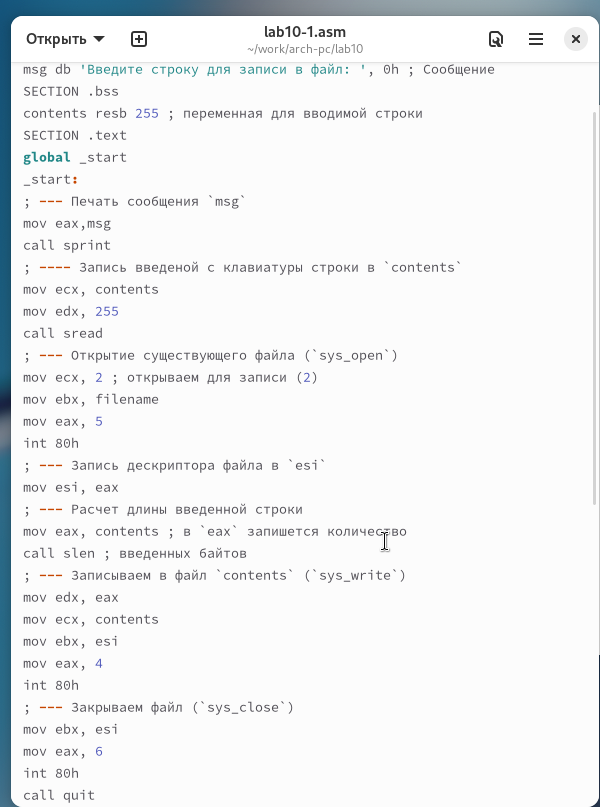 Открыть
lab10-1.asm
~/work/arch-pc/lab10
msg db 'Введите строку для записи в файл: ', 0h ; Сообщение
SECTION .bss
contents resb 255 ; переменная для вводимой строки
SECTION .text
global _start
_start:
; --- Печать сообщения `msg`
mov eax,msg
call sprint
; ---- Запись введеной с клавиатуры строки в `contents`
mov ecx, contents
mov edx, 255
call sread
; --- Открытие существующего файла (`sys_open`)
mov ecx, 2 ; открываем для записи (2)
mov ebx, filename
mov eax, 5
int 80h
; --- Запись дескриптора файла в `esi`
mov esi, eax
; --- Расчет длины введенной строки
mov eax, contents ; в `eax` запишется количество
call slen ; введенных байтов
; --- Записываем в файл `contents` (`sys_write`)
mov edx, eax
mov ecx, contents
mov ebx, esi
mov eax, 4
int 80h
; --- Закрываем файл (`sys_close`)
mov ebx, esi
mov eax, 6
int 80h
call quit